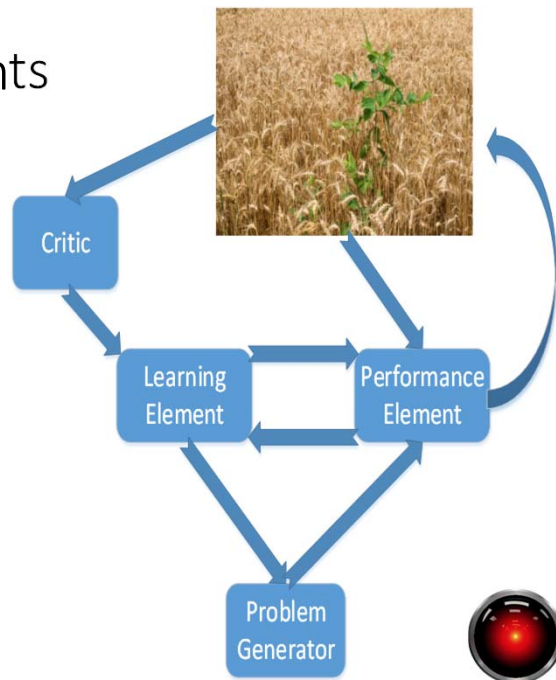 nts
Critic
Learning
Element
Performance
Element
Problem
Generator